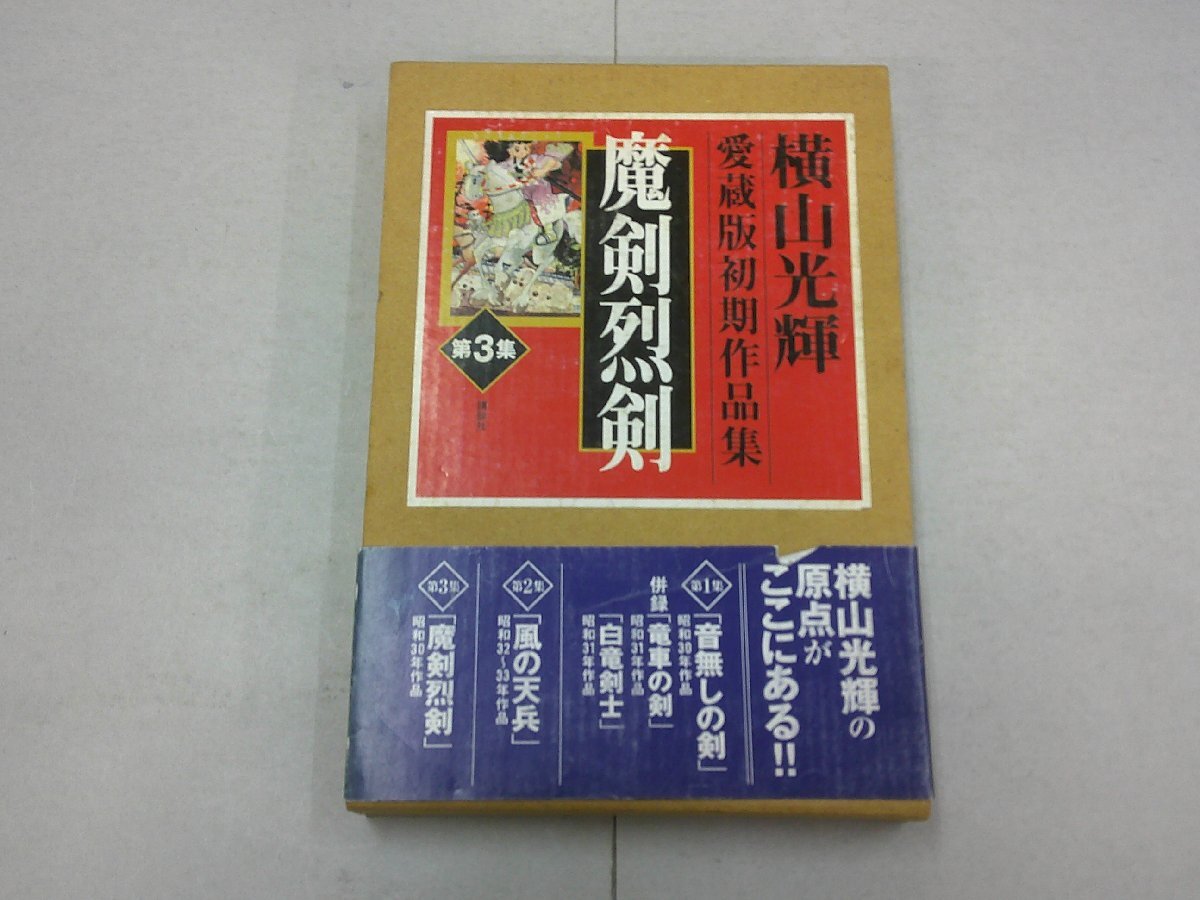 横山光輝
愛蔵版初期作品集
魔剣烈剣
第3集
講談社
横山光輝の
原点が
ここにある!!
第1集
「音無しの剣」
昭和30年作品
併録「竜車の剣」
昭和31年作品
「白竜剣士」
昭和31年作品
第2集
「風の天兵」
昭和32〜33年作品
第3集
「魔剣烈剣」
昭和30年作品